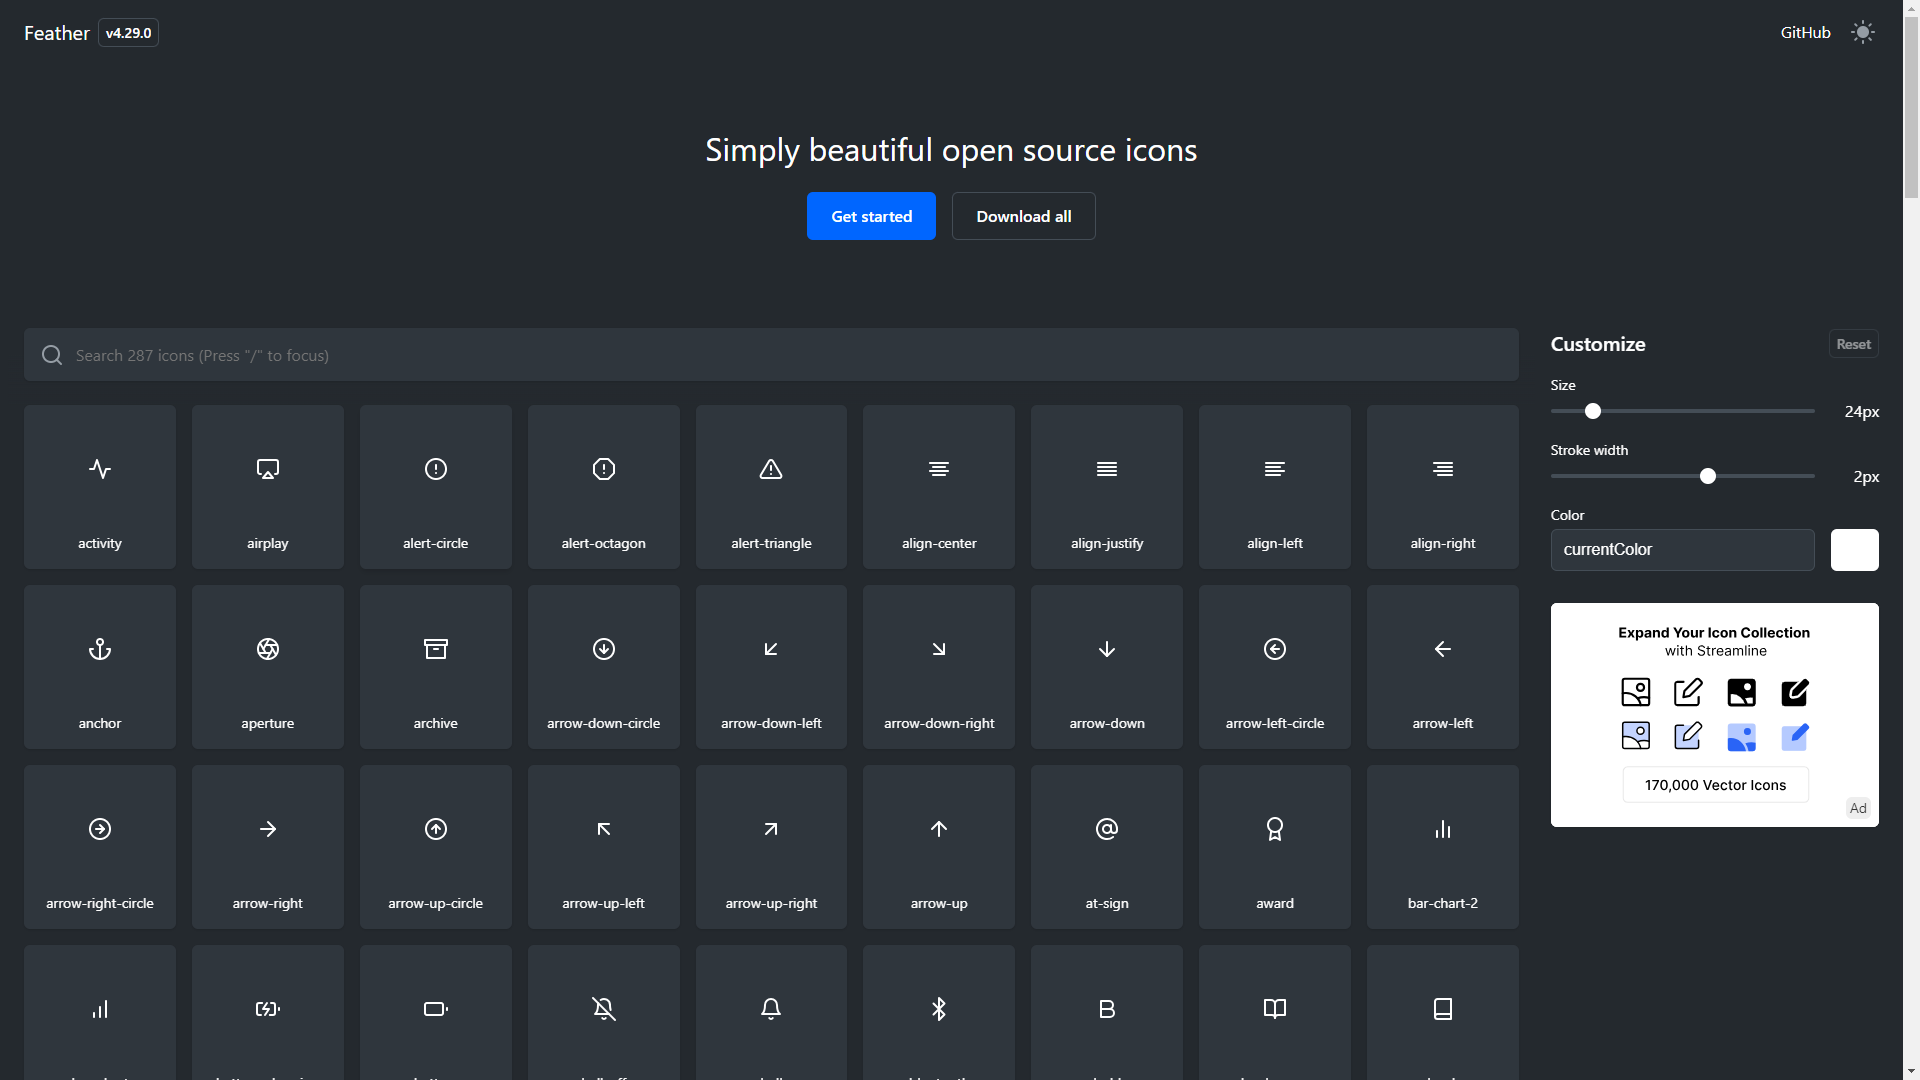 Feather v4.29.0
GitHub
Simply beautiful open source icons
Get started
Download all
Search 287 icons (Press "/" to focus)
Customize
Reset
Size
24px
Stroke width
2px
Color
currentColor
activity
airplay
alert-circle
alert-octagon
alert-triangle
align-center
align-justify
align-left
align-right
anchor
aperture
archive
arrow-down-circle
arrow-down-left
arrow-down-right
arrow-down
arrow-left-circle
arrow-left
arrow-right-circle
arrow-right
arrow-up-circle
arrow-up-left
arrow-up-right
arrow-up
at-sign
award
bar-chart-2
Expand Your Icon Collection
with Streamline
170,000 Vector Icons
Ad